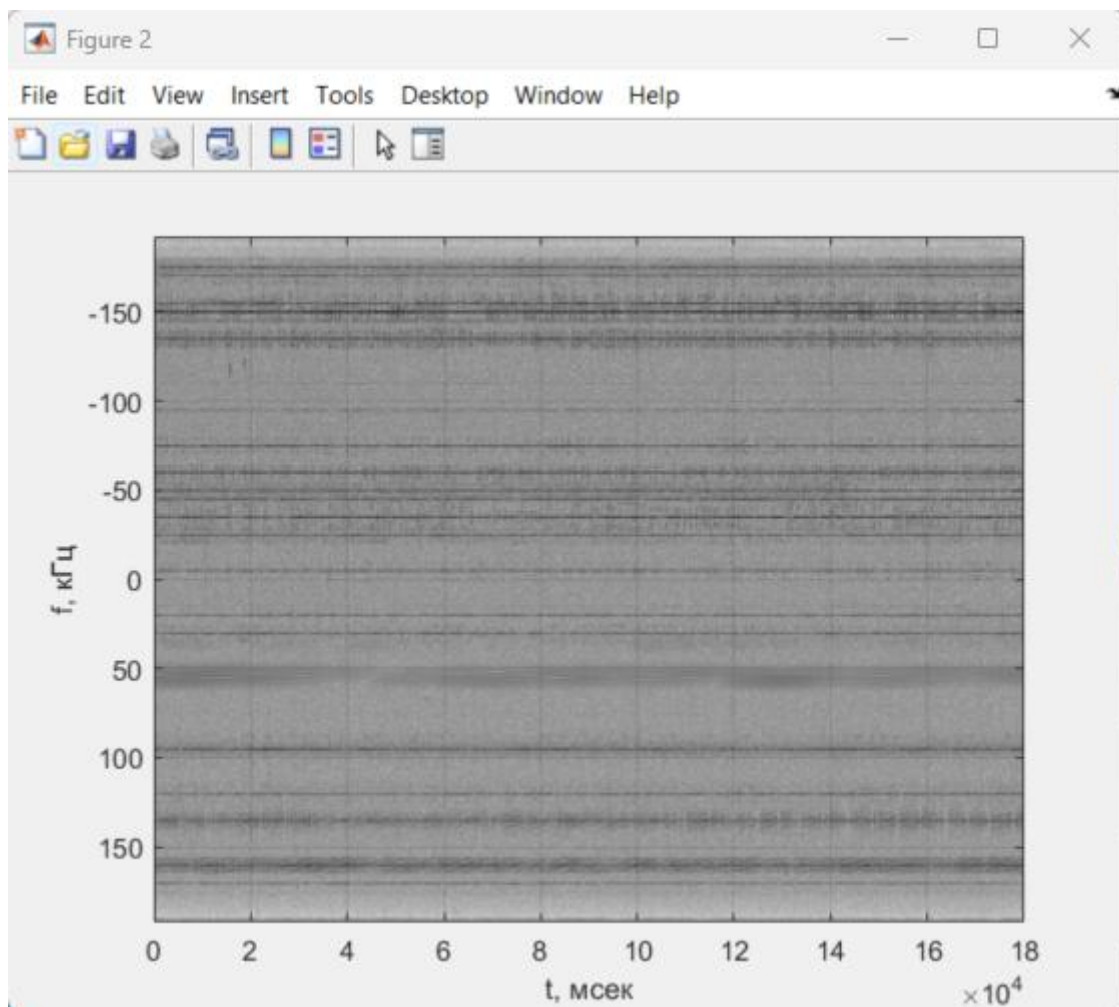 Figure 2
File Edit View Insert Tools Desktop Window Help
-150
-100
-50
0
50
100
150
f, кГц
0 2 4 6 8 10 12 14 16 18
t, мсек
×10⁴